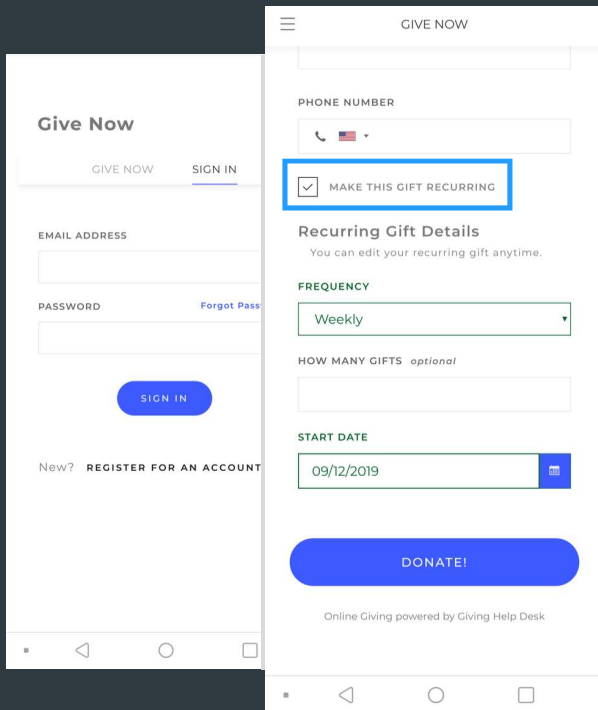 Give Now
GIVE NOW SIGN IN
EMAIL ADDRESS
PASSWORD Forgot Pass
SIGN IN
New? REGISTER FOR AN ACCOUNT
GIVE NOW
PHONE NUMBER
MAKE THIS GIFT RECURRING
Recurring Gift Details
You can edit your recurring gift anytime.
FREQUENCY
Weekly
HOW MANY GIFTS optional
START DATE
09/12/2019
DONATE!
Online Giving powered by Giving Help Desk